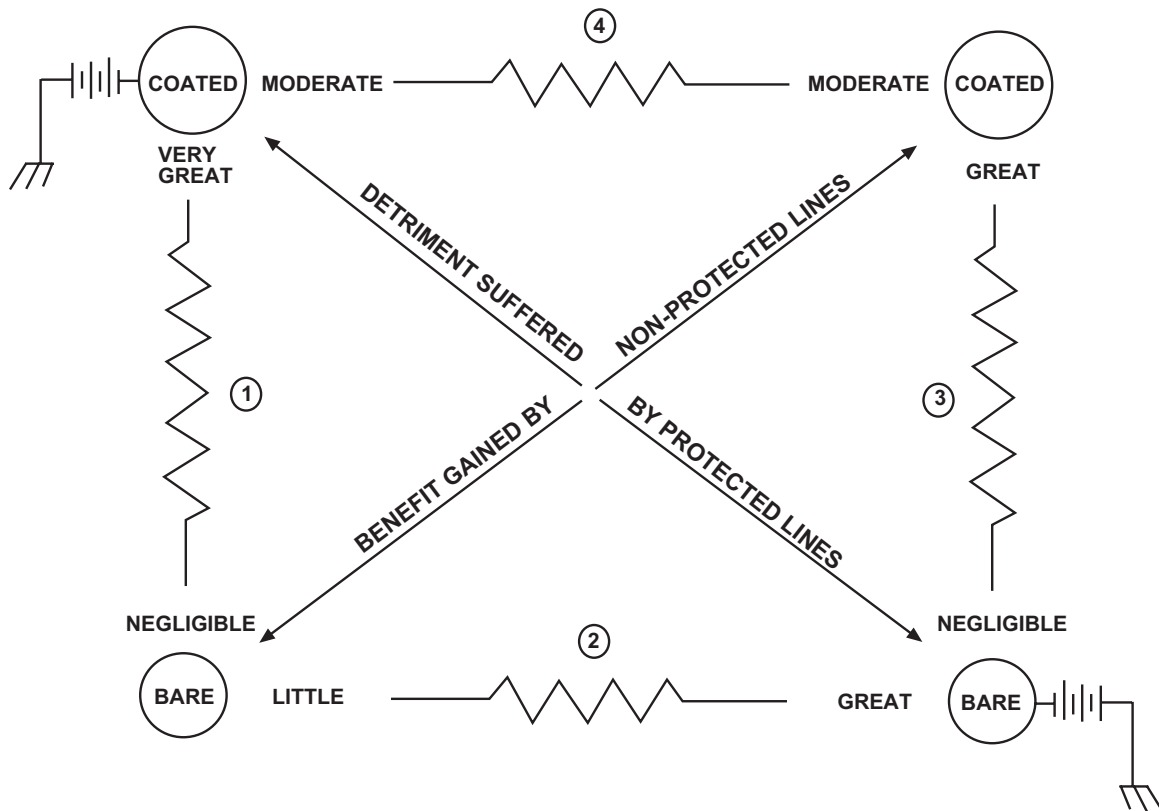 4
COATED
MODERATE
MODERATE
COATED
VERY
GREAT
GREAT
DETRIMENT SUFFERED
NON-PROTECTED LINES
1
3
BENEFIT GAINED BY
BY PROTECTED LINES
NEGLIGIBLE
NEGLIGIBLE
2
BARE
LITTLE
GREAT
BARE